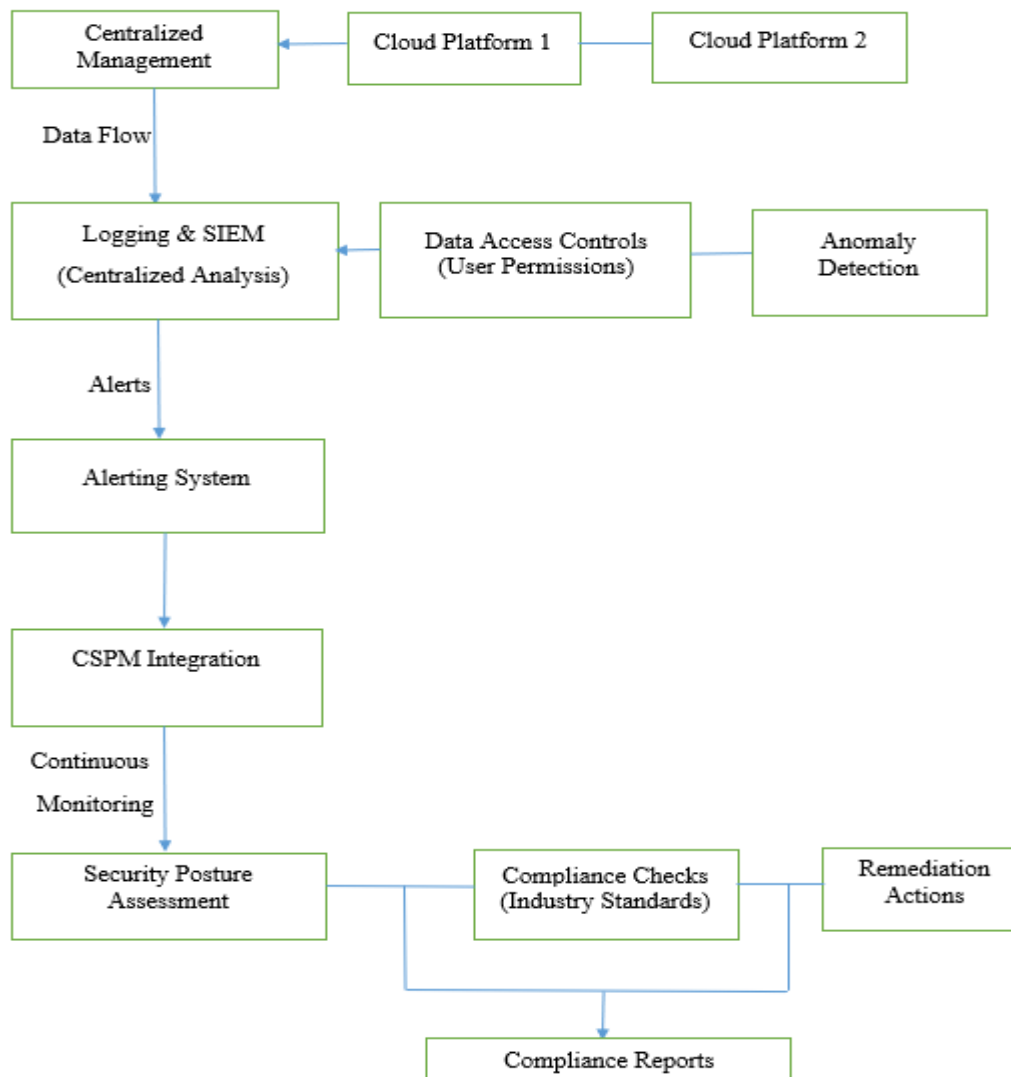 Centralized
Management
Cloud Platform 1
Cloud Platform 2
Data Flow
Logging & SIEM
(Centralized Analysis)
Data Access Controls
(User Permissions)
Anomaly
Detection
Alerts
Alerting System
CSPM Integration
Continuous
Monitoring
Security Posture
Assessment
Compliance Checks
(Industry Standards)
Remediation
Actions
Compliance Reports